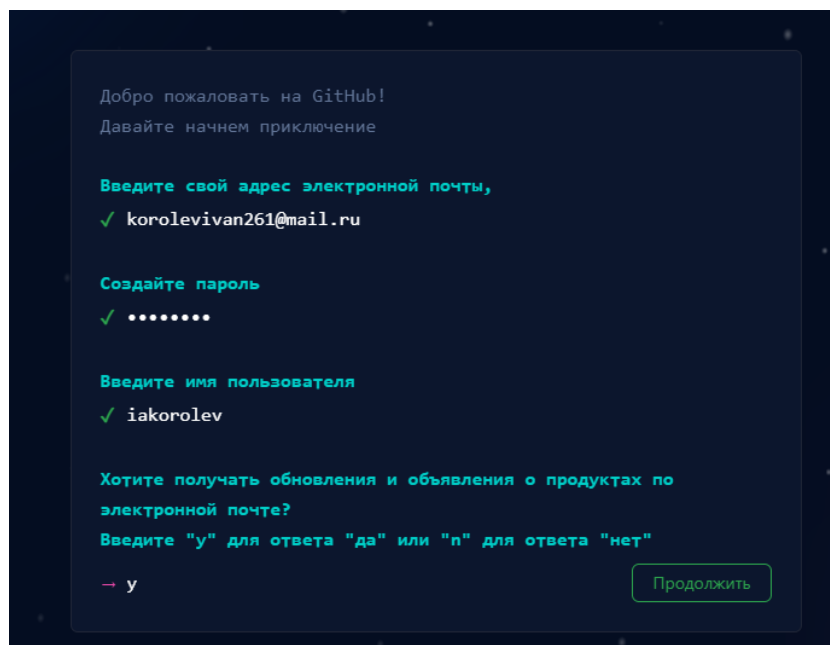 Добро пожаловать на GitHub!
Давайте начнем приключение
Введите свой адрес электронной почты,
✓ korolevivan261@mail.ru
Создайте пароль
✓ ••••••••
Введите имя пользователя
✓ iakorolev
Хотите получать обновления и объявления о продуктах по
электронной почте?
Введите "y" для ответа "да" или "n" для ответа "нет"
→ y
Продолжить